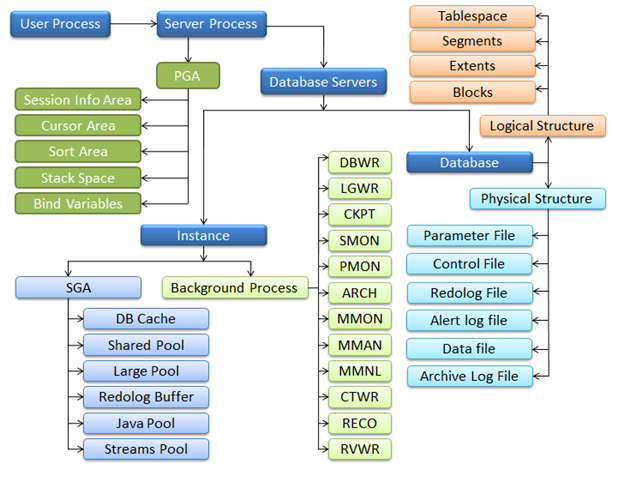 User Process
Server Process
PGA
Session Info Area
Cursor Area
Sort Area
Stack Space
Bind Variables
Database Servers
Instance
SGA
DB Cache
Shared Pool
Large Pool
Redolog Buffer
Java Pool
Streams Pool
Background Process
DBWR
LGWR
CKPT
SMON
PMON
ARCH
MMON
MMAN
MMNL
CTWR
RECO
RVWR
Tablespace
Segments
Extents
Blocks
Logical Structure
Database
Physical Structure
Parameter File
Control File
Redolog File
Alert log file
Data file
Archive Log File